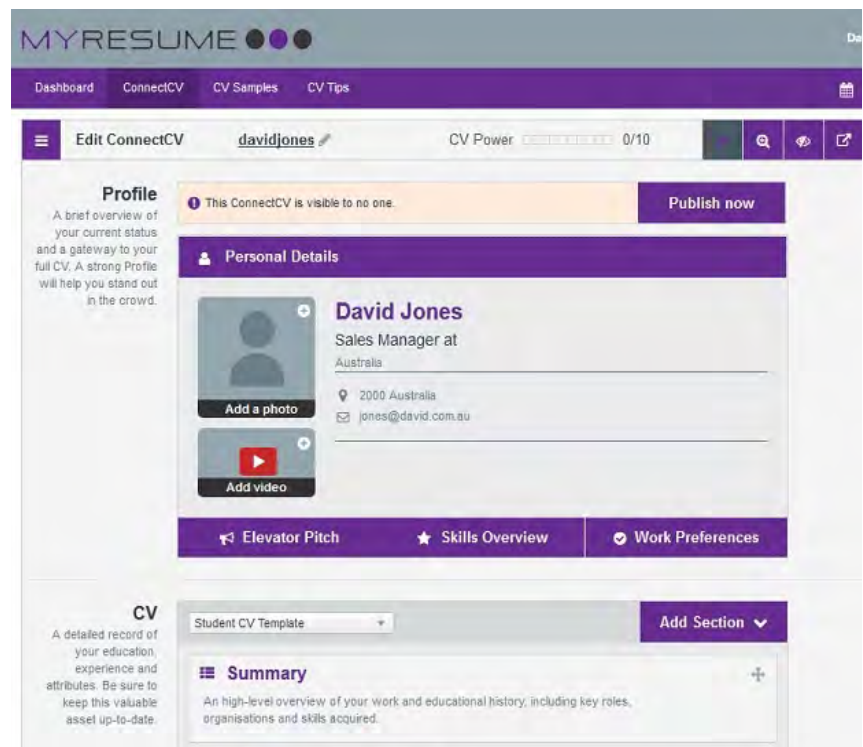 MYRESUME
Da
Dashboard ConnectCV CV Samples CV Tips
Edit ConnectCV davidjones CV Power 0/10
Profile
A brief overview of
your current status
and a gateway to your
full CV. A strong Profile
will help you stand out
in the crowd.
This ConnectCV is visible to no one.
Publish now
Personal Details
Add a photo
Add video
David Jones
Sales Manager at
Australia
2000 Australia
jones@david.com.au
Elevator Pitch Skills Overview Work Preferences
CV
A detailed record of
your education,
experience and
attributes. Be sure to
keep this valuable
asset up-to-date.
Student CV Template
Add Section
Summary
An high-level overview of your work and educational history, including key roles,
organisations and skills acquired.